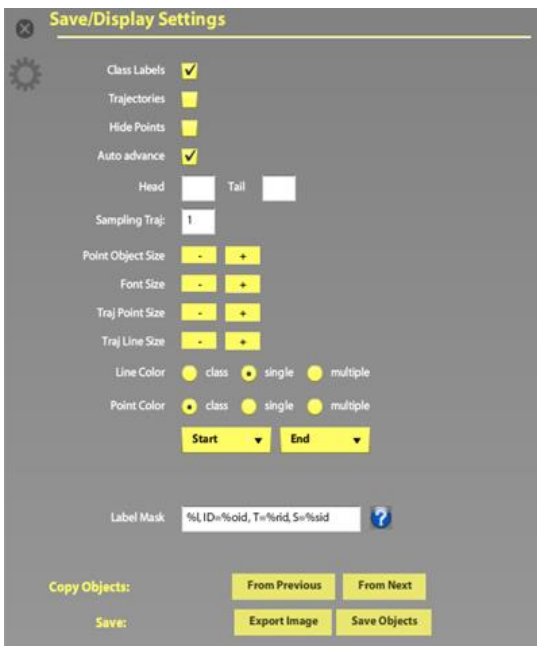 Save/Display Settings
Class Labels
Trajectories
Hide Points
Auto advance
Head Tail
Sampling Traj: 1
Point Object Size - +
Font Size - +
Traj Point Size - +
Traj Line Size - +
Line Color class single multiple
Point Color class single multiple
Start End
Label Mask %l, ID=%oid, T=%rid, S=%sid ?
Copy Objects: From Previous From Next
Save: Export Image Save Objects